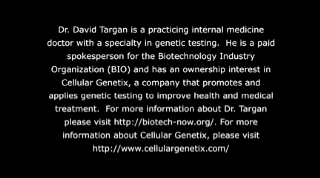 Dr. David Targan is a practicing internal medicine
doctor with a specialty in genetic testing.  He is a paid
spokesperson for the Biotechnology Industry
Organization (BIO) and has an ownership interest in
Cellular Genetix, a company that promotes and
applies genetic testing to improve health and medical
treatment.  For more information about Dr. Targan
please visit http://biotech-now.org/. For more
information about Cellular Genetix, please visit
http://www.cellulargenetix.com/